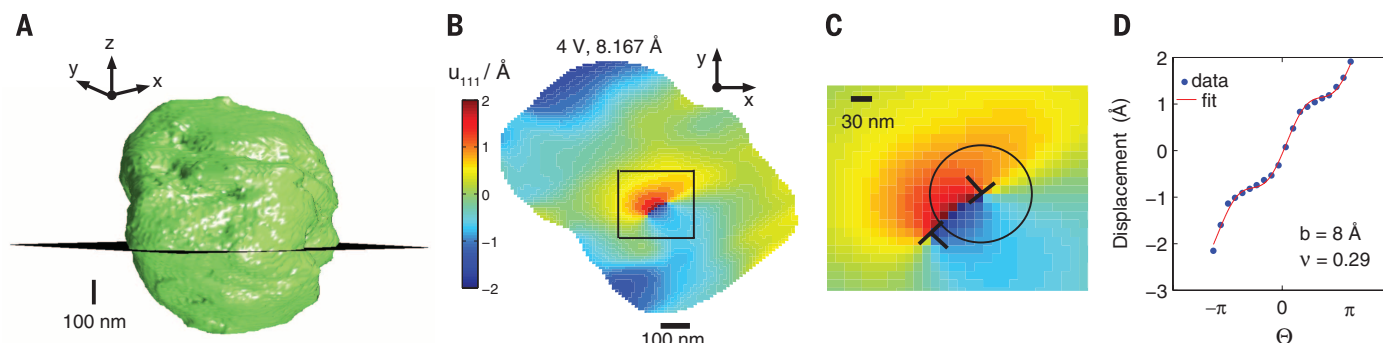 A
z
y
x
100 nm
B
4 V, 8.167 Å
u111 / Å
2
1
0
−1
−2
y
x
100 nm
C
30 nm
D
2
1
0
−1
−2
−3
Displacement (Å)
data
fit
b = 8 Å
ν = 0.29
−π
0
π
Θ